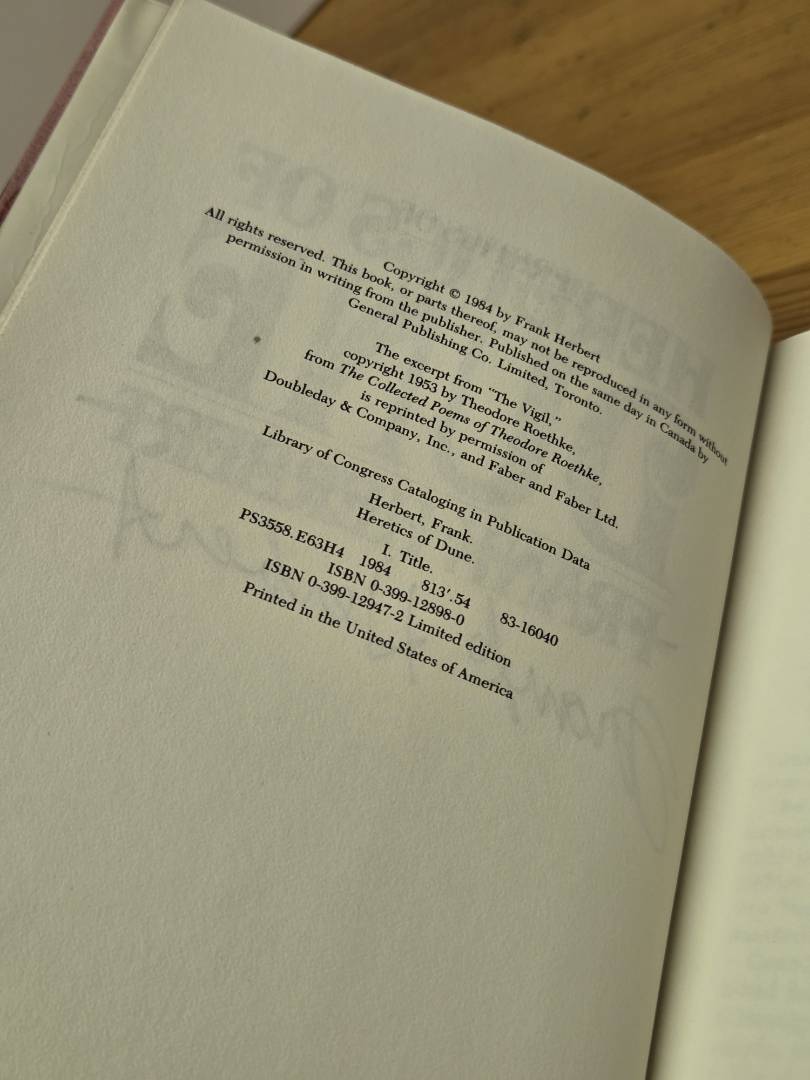 Copyright © 1984 by Frank Herbert
All rights reserved. This book, or parts thereof, may not be reproduced in any form without
permission in writing from the publisher. Published on the same day in Canada by
General Publishing Co. Limited, Toronto.
The excerpt from "The Vigil,"
copyright 1953 by Theodore Roethke,
from The Collected Poems of Theodore Roethke,
is reprinted by permission of
Doubleday & Company, Inc., and Faber and Faber Ltd.
Library of Congress Cataloging in Publication Data
Herbert, Frank.
Heretics of Dune.
I. Title.
PS3558.E63H4 1984 813'.54 83-16040
ISBN 0-399-12898-0
ISBN 0-399-12947-2 Limited edition
Printed in the United States of America